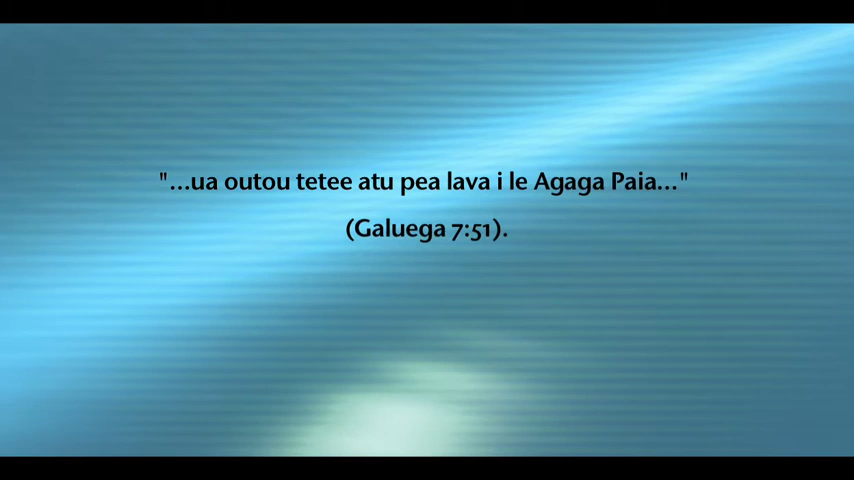 "...ua outou tetee atu pea lava i le Agaga Paia..."
(Galuega 7:51).